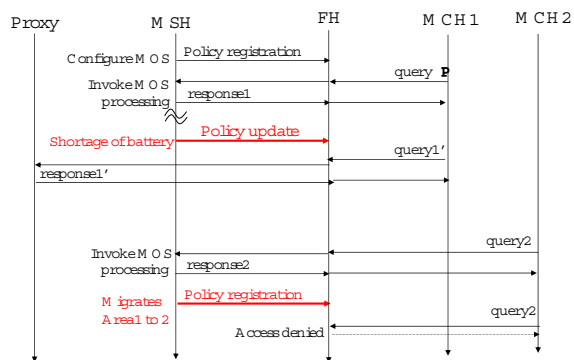 Proxy MSH FH MCH1 MCH2
Configure MOS Policy registration
Invoke MOS query P
processing response1
Shortage of battery Policy update
query1'
response1'
Invoke MOS query2
processing response2
Migrates Policy registration
Area1 to 2 query2
Access denied